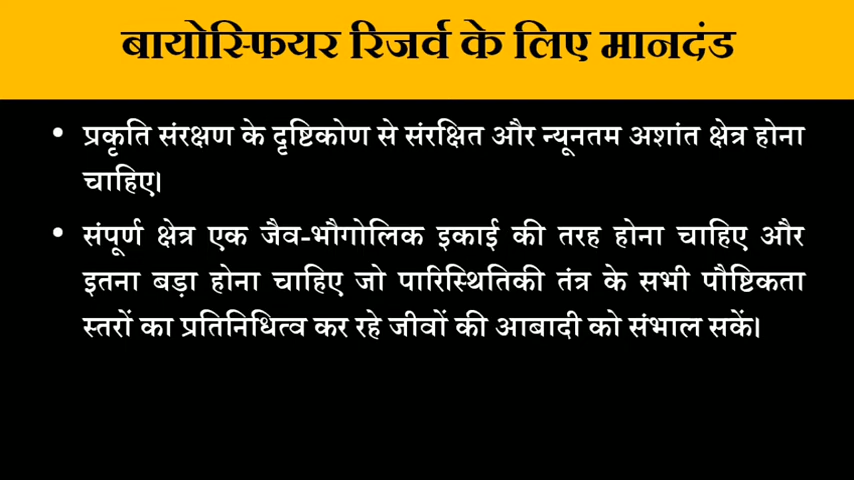 बायोस्फियर रिजर्व के लिए मानदंड
• प्रकृति संरक्षण के दृष्टिकोण से संरक्षित और न्यूनतम अशांत क्षेत्र होना
चाहिए।
• संपूर्ण क्षेत्र एक जैव-भौगोलिक इकाई की तरह होना चाहिए और
इतना बड़ा होना चाहिए जो पारिस्थितिकी तंत्र के सभी पौष्टिकता
स्तरों का प्रतिनिधित्व कर रहे जीवों की आबादी को संभाल सकें।